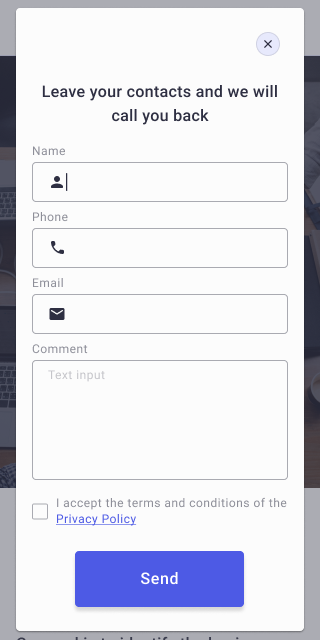 Leave your contacts and we will
call you back
Name
Phone
Email
Comment
Text input
I accept the terms and conditions of the
Privacy Policy
Send